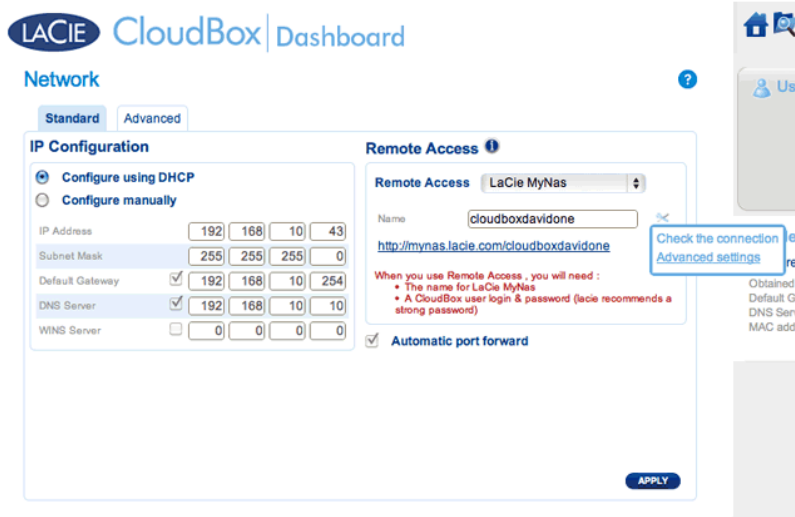 LACIE CloudBox Dashboard
Network
?
Us
Standard Advanced
IP Configuration
Configure using DHCP
Configure manually
IP Address 192 168 10 43
Subnet Mask 255 255 255 0
Default Gateway 192 168 10 254
DNS Server 192 168 10 10
WINS Server 0 0 0 0
Remote Access i
Remote Access LaCie MyNas
Name cloudboxdavidone
http://mynas.lacie.com/cloudboxdavidone
When you use Remote Access , you will need :
• The name for LaCie MyNas
• A CloudBox user login & password (lacie recommends a
strong password)
Automatic port forward
APPLY
Check the connection
Advanced settings
re
Obtained
Default G
DNS Ser
MAC add